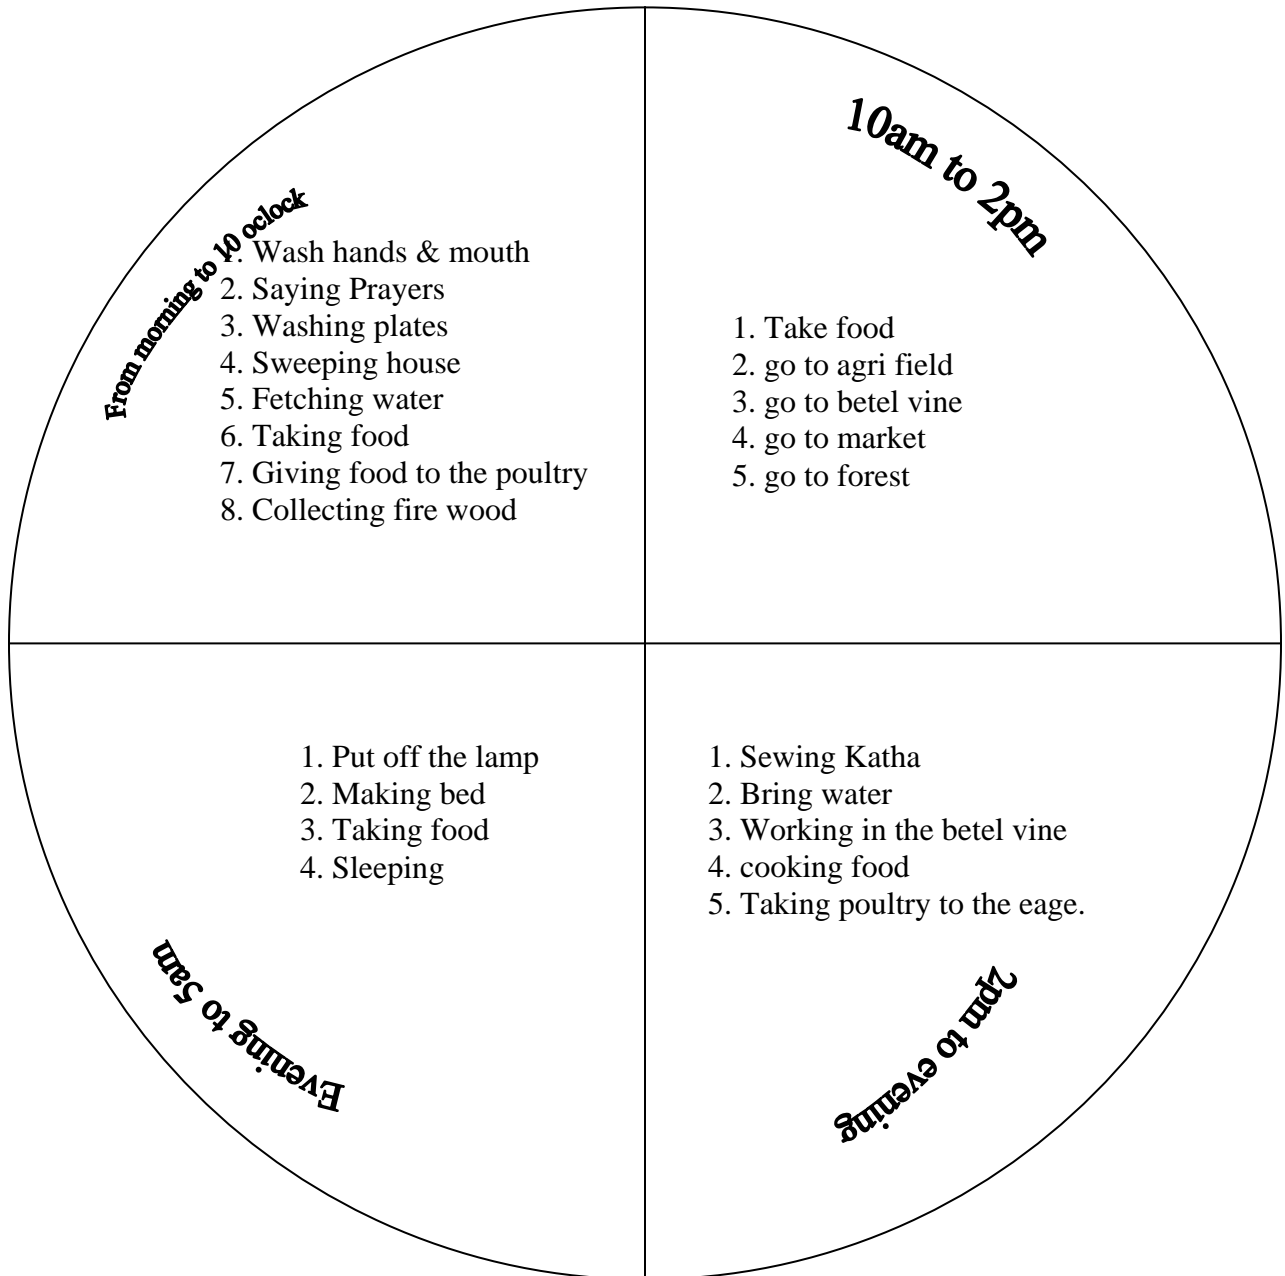 From morning to 10 oclock
1. Wash hands & mouth
2. Saying Prayers
3. Washing plates
4. Sweeping house
5. Fetching water
6. Taking food
7. Giving food to the poultry
8. Collecting fire wood
10am to 2pm
1. Take food
2. go to agri field
3. go to betel vine
4. go to market
5. go to forest
1. Put off the lamp
2. Making bed
3. Taking food
4. Sleeping
Evening to 5am
1. Sewing Katha
2. Bring water
3. Working in the betel vine
4. cooking food
5. Taking poultry to the eage.
2pm to evening